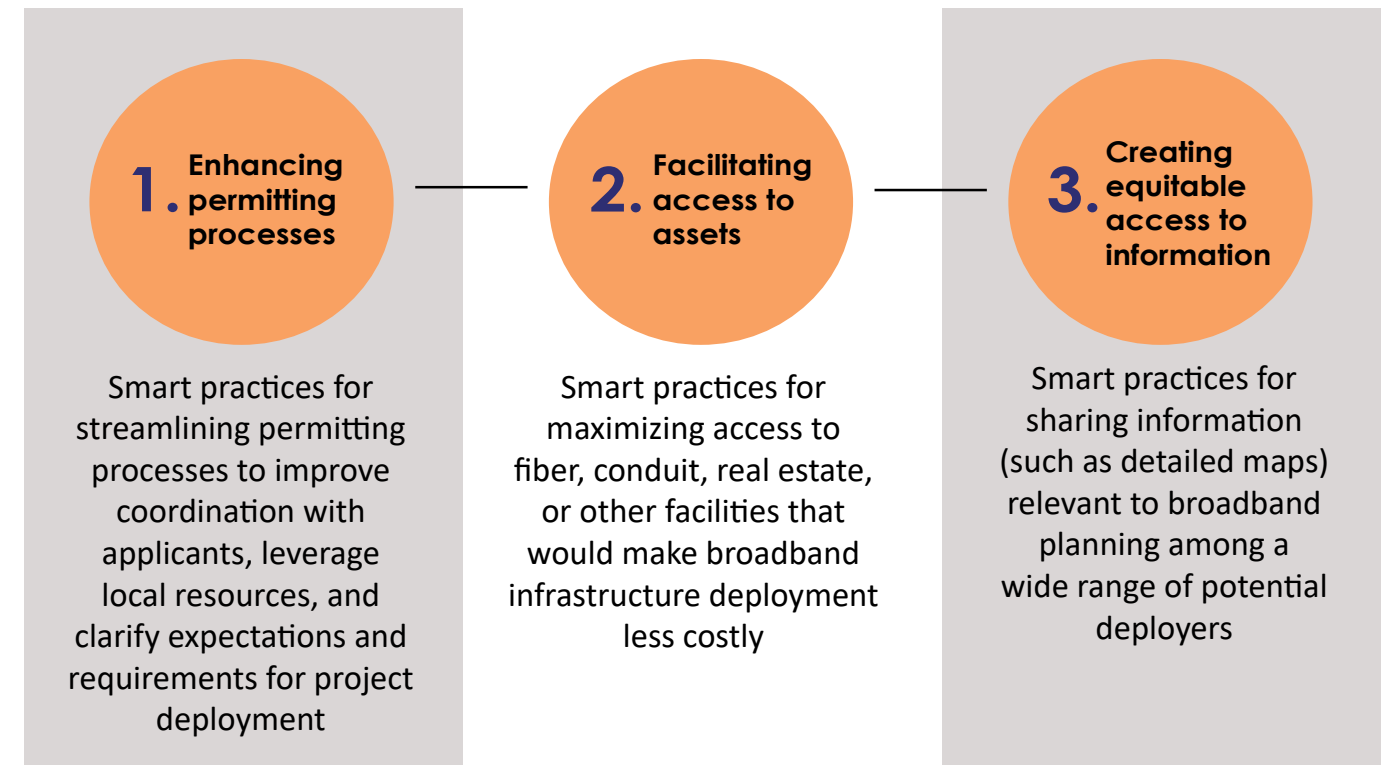 1. Enhancing
permitting
processes
Smart practices for
streamlining permitting
processes to improve
coordination with
applicants, leverage
local resources, and
clarify expectations and
requirements for project
deployment
2. Facilitating
access to
assets
Smart practices for
maximizing access to
fiber, conduit, real estate,
or other facilities that
would make broadband
infrastructure deployment
less costly
3. Creating
equitable
access to
information
Smart practices for
sharing information
(such as detailed maps)
relevant to broadband
planning among a
wide range of potential
deployers